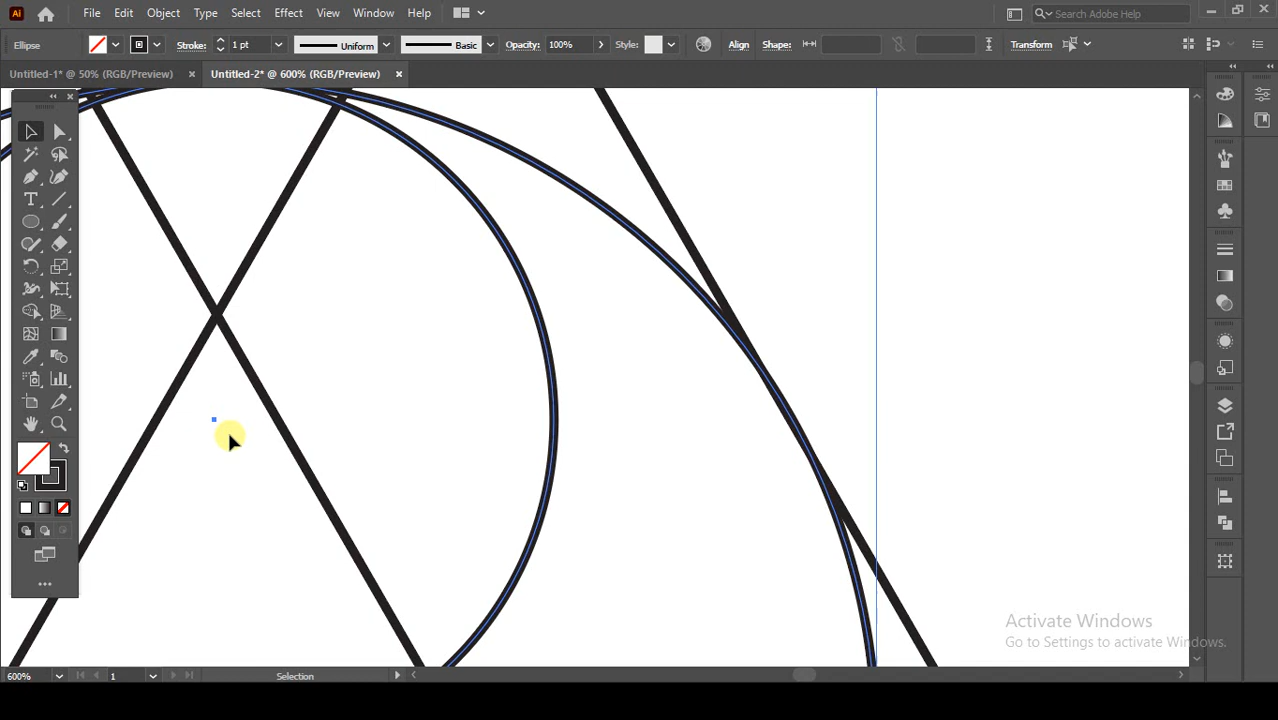 Ai File Edit Object Type Select Effect View Window Help Search Adobe Help
Ellipse Stroke: 1 pt Uniform Basic Opacity: 100% Style: Align Shape: Transform
Untitled-1* @ 50% (RGB/Preview) Untitled-2* @ 600% (RGB/Preview)
Activate Windows
Go to Settings to activate Windows.
600% 1 Selection